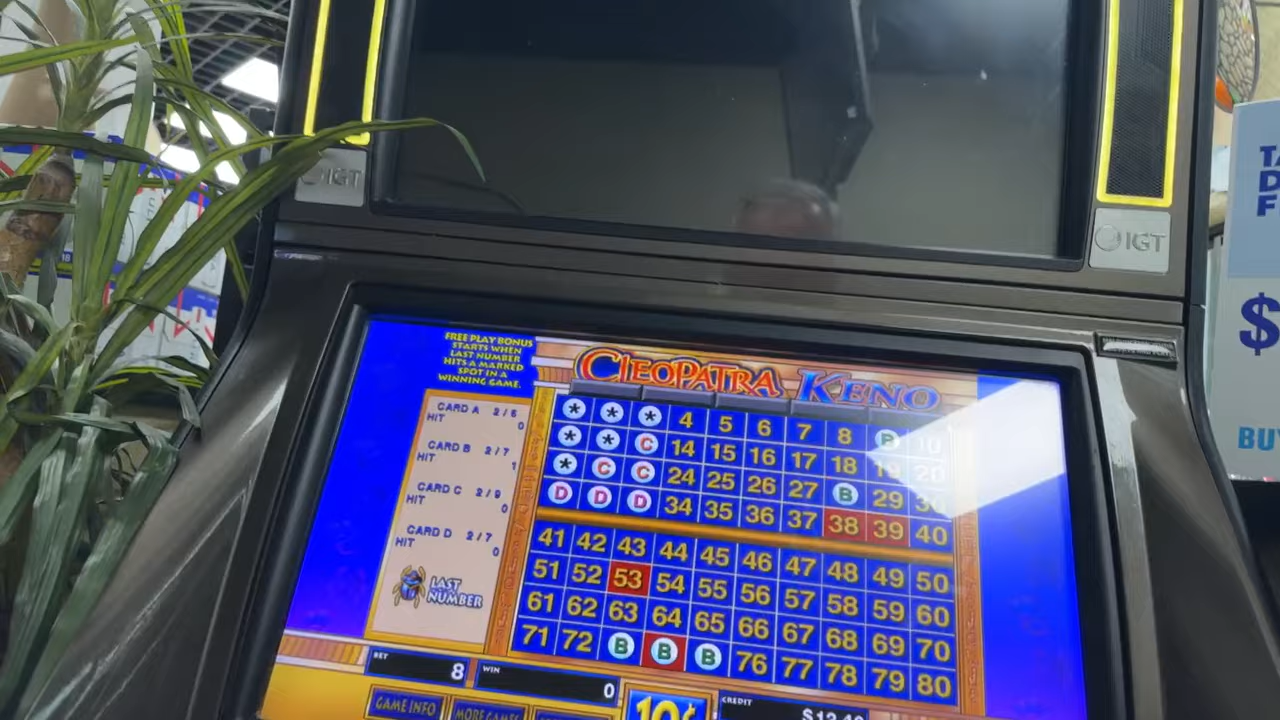 IGT
IGT
FREE PLAY BONUS
STARTS WHEN
LAST NUMBER
HITS A MARKED
SPOT IN A
WINNING GAME.
CLEOPATRA KENO
CARD A 2/6
HIT 0
CARD B 2/7
HIT 1
CARD C 2/9
HIT 0
CARD D 2/7
HIT 0
LAST
NUMBER
* * * 4 5 6 7 8 B 10
* * C 14 15 16 17 18 19 20
* C C 24 25 26 27 B 29
D D D 34 35 36 37 38 39 40
41 42 43 44 45 46 47 48 49 50
51 52 53 54 55 56 57 58 59 60
61 62 63 64 65 66 67 68 69 70
71 72 B B B 76 77 78 79 80
BET 8
WIN 0
10¢
CREDIT
GAME INFO
MORE GAMES
$
BU